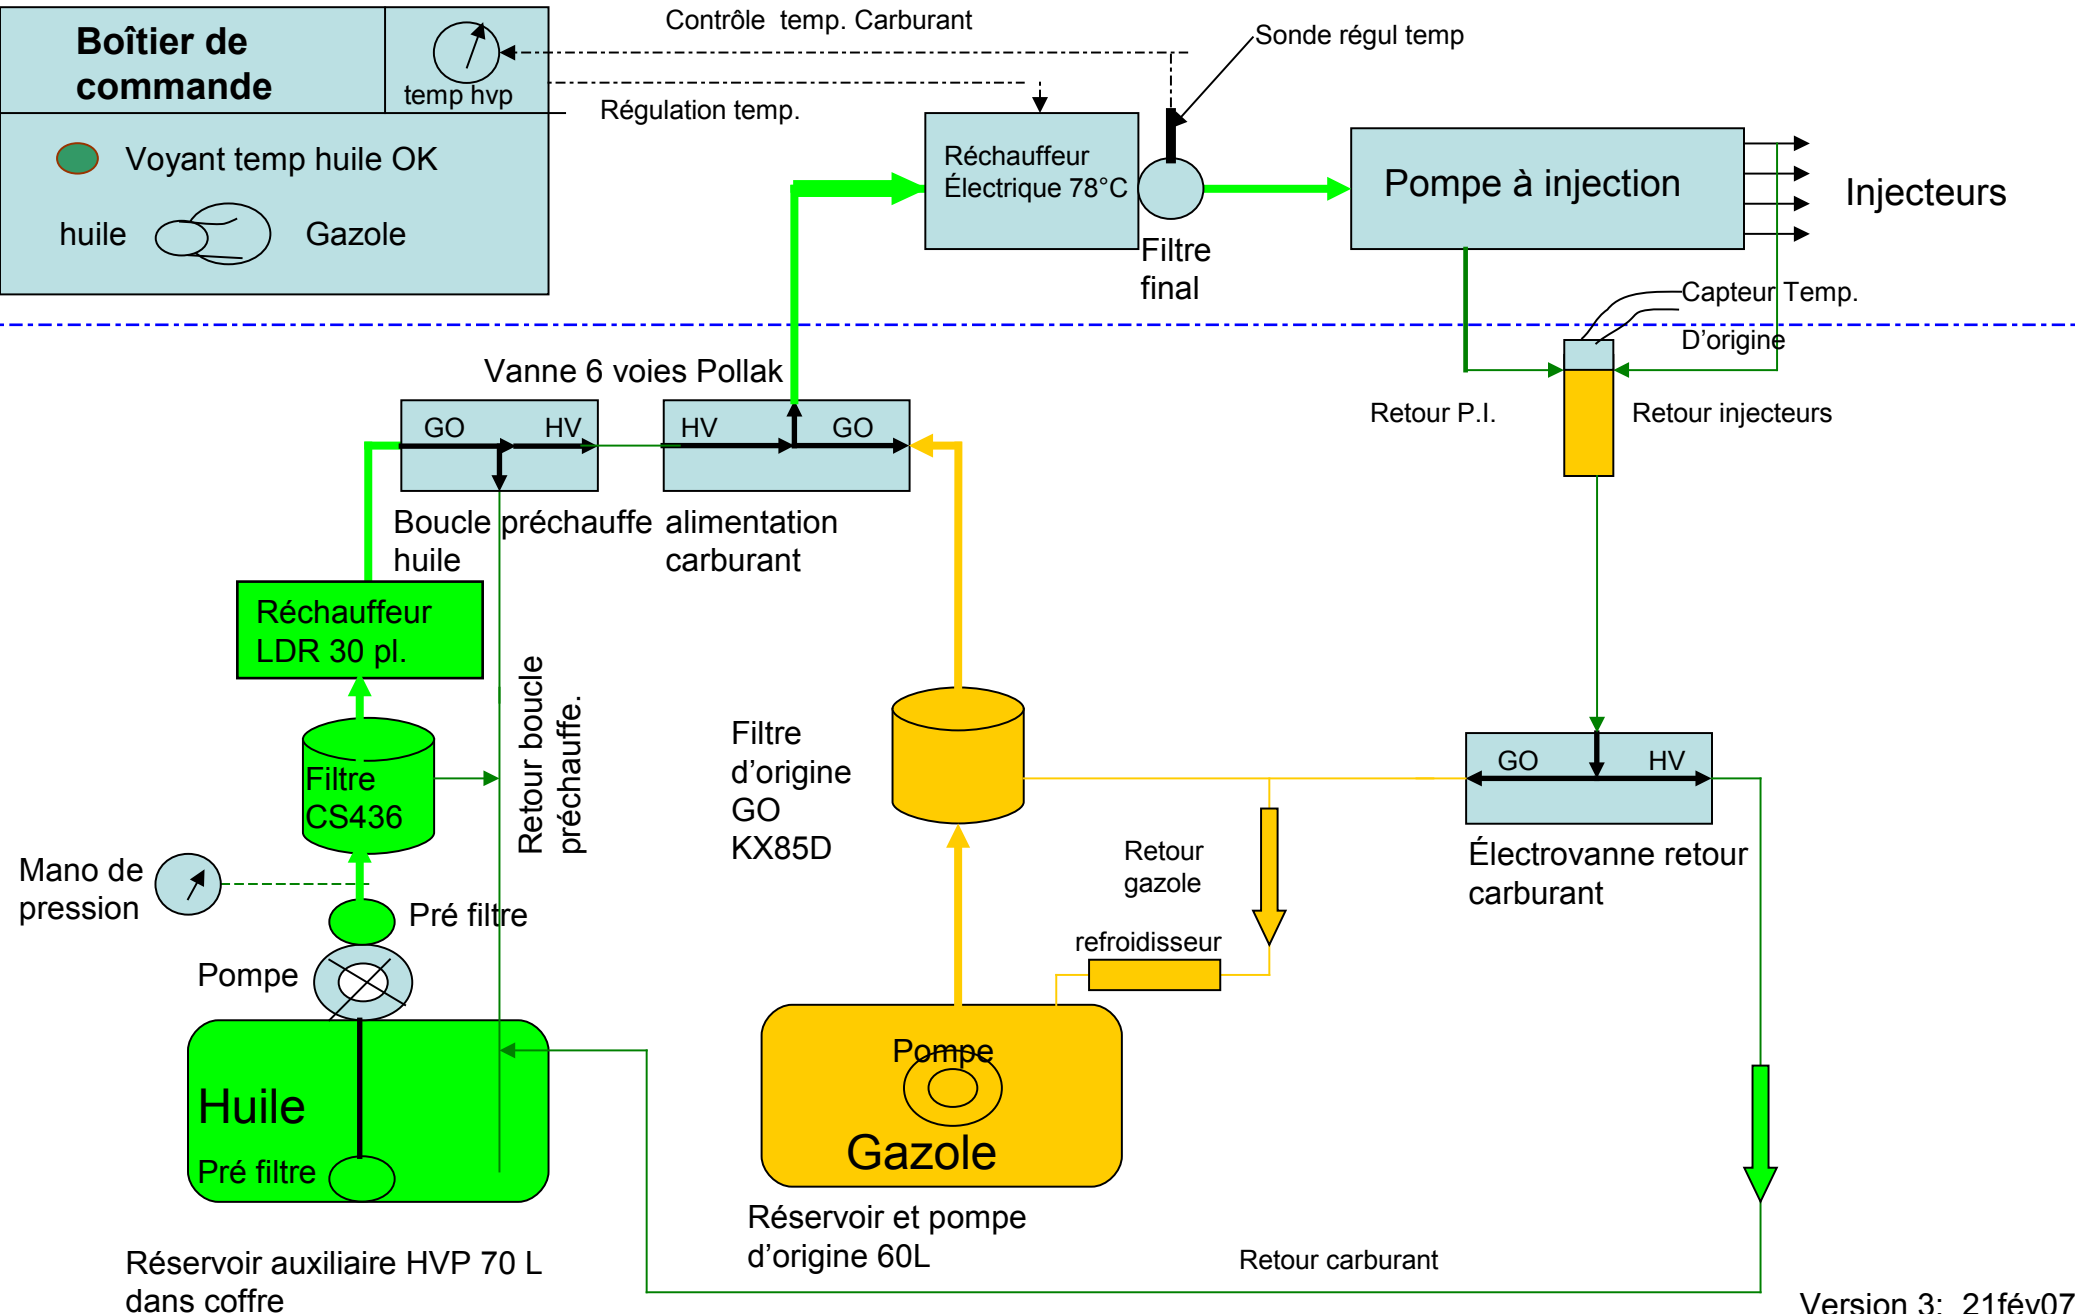 Boîtier de
commande
temp hvp
Contrôle  temp. Carburant
Régulation temp.
Sonde régul temp
Voyant temp huile OK
huile
Gazole
Réchauffeur
Électrique 78°C
Filtre
final
Pompe à injection
Injecteurs
Capteur Temp.
D'origine
Retour P.I.
Retour injecteurs
Vanne 6 voies Pollak
GO
HV
HV
GO
Boucle préchauffe
huile
alimentation
carburant
Réchauffeur
LDR 30 pl.
Retour boucle
préchauffe.
Filtre
CS436
Mano de
pression
Pré filtre
Pompe
Huile
Pré filtre
Réservoir auxiliaire HVP 70 L
dans coffre
Filtre
d'origine
GO
KX85D
Retour
gazole
refroidisseur
Pompe
Gazole
Réservoir et pompe
d'origine 60L
GO
HV
Électrovanne retour
carburant
Retour carburant
Version 3:  21fév07